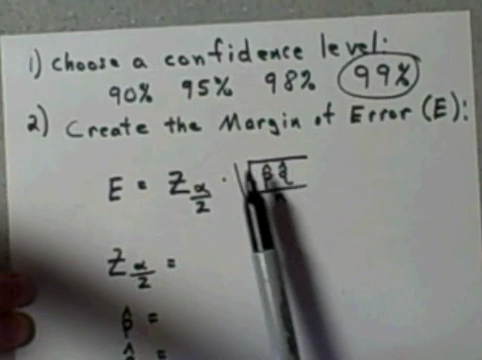 1) Choose a confidence level:
90% 95% 98% 99%
2) Create the Margin of Error (E):
E = Z α/2 · √ p̂ q̂
Z α/2 =
p̂ =
=